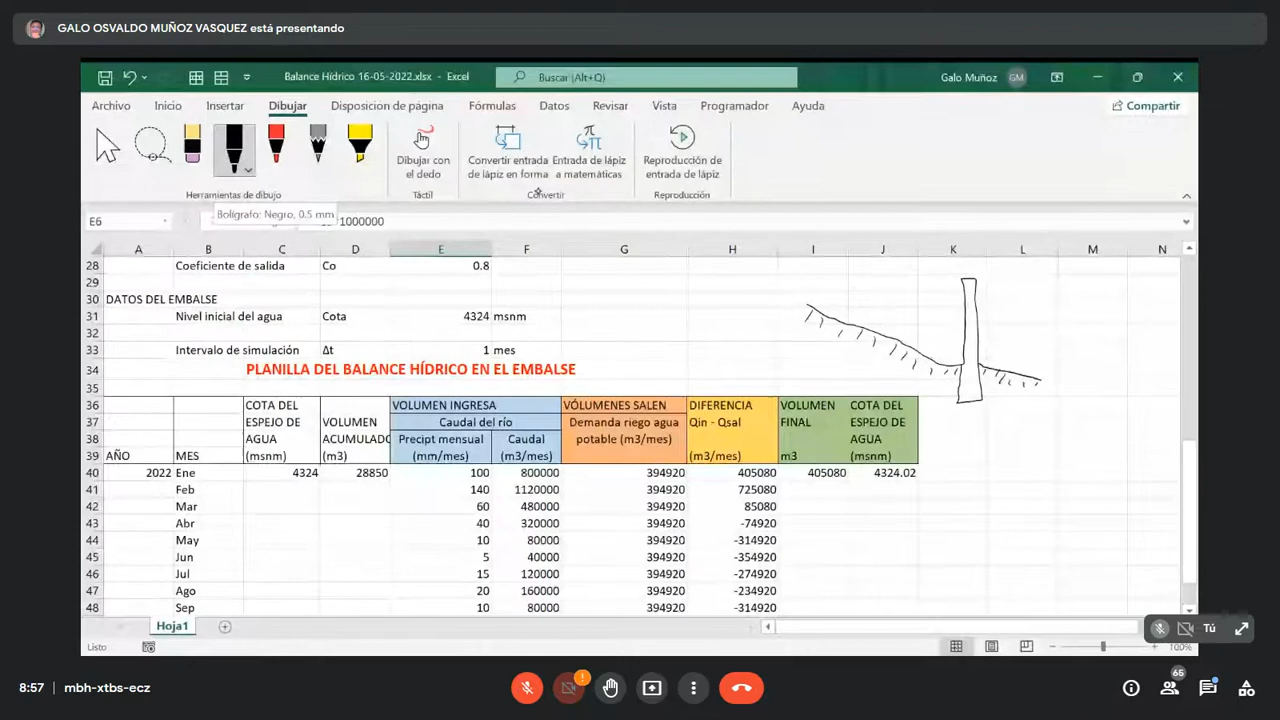 GALO OSVALDO MUÑOZ VASQUEZ está presentando
Balance Hídrico 16-05-2022.xlsx - Excel
Buscar (Alt+Q)
Galo Muñoz GM
Archivo Inicio Insertar Dibujar Disposición de página Fórmulas Datos Revisar Vista Programador Ayuda Compartir
Dibujar con el dedo
Convertir entrada de lápiz en forma
Entrada de lápiz a matemáticas
Reproducción de entrada de lápiz
Herramientas de dibujo Táctil Convertir Reproducción
Bolígrafo: Negro, 0.5 mm
E6 1000000
A B C D E F G H I J K L M N
28 Coeficiente de salida Co 0.8
29
30 DATOS DEL EMBALSE
31 Nivel inicial del agua Cota 4324 msnm
32
33 Intervalo de simulación Δt 1 mes
34 PLANILLA DEL BALANCE HÍDRICO EN EL EMBALSE
35
36 COTA DEL VOLUMEN INGRESA VÓLUMENES SALEN DIFERENCIA VOLUMEN COTA DEL
37 ESPEJO DE VOLUMEN Caudal del río Demanda riego agua Qin - Qsal FINAL ESPEJO DE
38 AGUA ACUMULADO Precipt mensual Caudal potable (m3/mes) AGUA
39 AÑO MES (msnm) (m3) (mm/mes) (m3/mes) (m3/mes) m3 (msnm)
40 2022 Ene 4324 28850 100 800000 394920 405080 405080 4324.02
41 Feb 140 1120000 394920 725080
42 Mar 60 480000 394920 85080
43 Abr 40 320000 394920 -74920
44 May 10 80000 394920 -314920
45 Jun 5 40000 394920 -354920
46 Jul 15 120000 394920 -274920
47 Ago 20 160000 394920 -234920
48 Sep 10 80000 394920 -314920
Hoja1
Tú
Listo 100%
8:57 mbh-xtbs-ecz
65